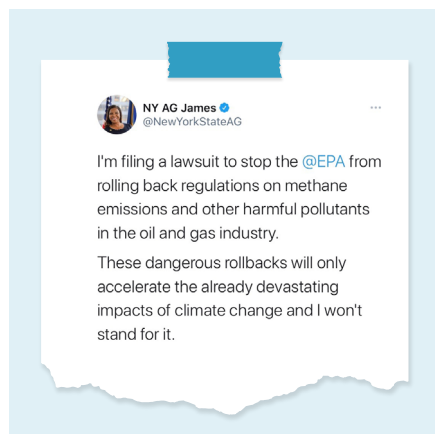 NY AG James
@NewYorkStateAG
I'm filing a lawsuit to stop the @EPA from
rolling back regulations on methane
emissions and other harmful pollutants
in the oil and gas industry.
These dangerous rollbacks will only
accelerate the already devastating
impacts of climate change and I won't
stand for it.